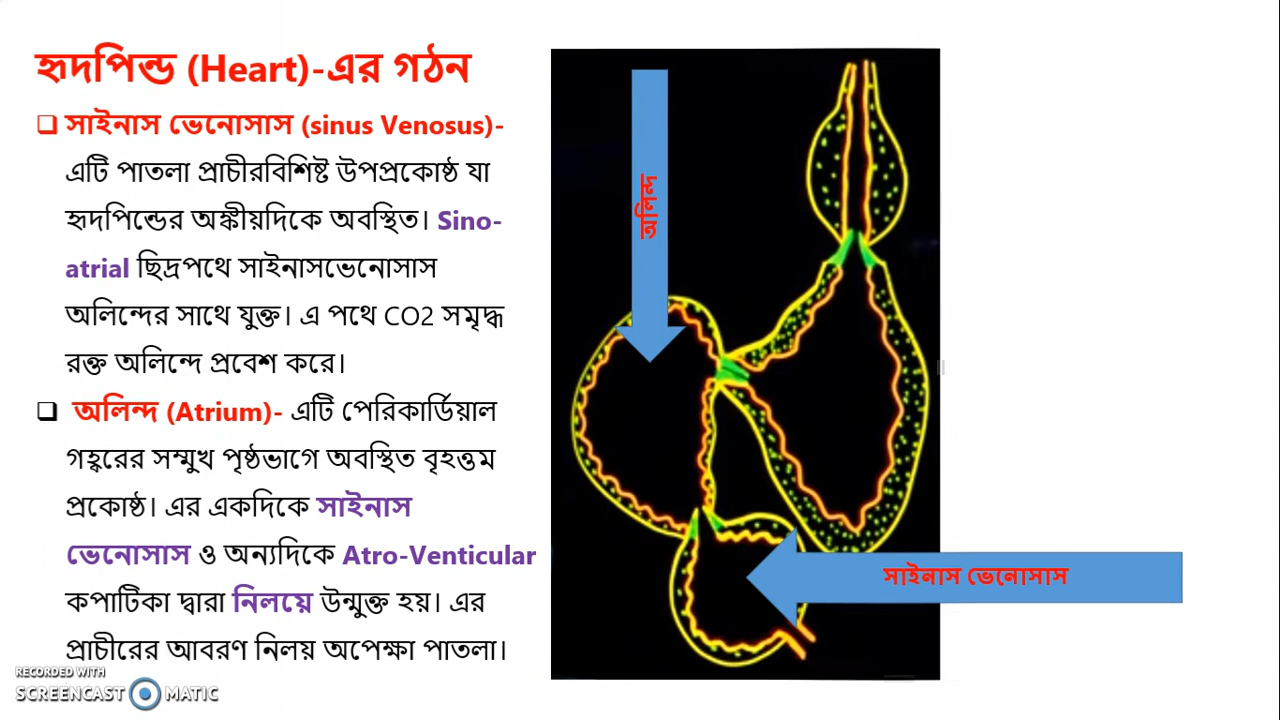 হৃদপিন্ড (Heart)-এর গঠন
❑ সাইনাস ভেনোসাস (sinus Venosus)-
এটি পাতলা প্রাচীরবিশিষ্ট উপপ্রকোষ্ঠ যা
হৃদপিন্ডের অঙ্কীয়দিকে অবস্থিত। Sino-
atrial ছিদ্রপথে সাইনাসভেনোসাস
অলিন্দের সাথে যুক্ত। এ পথে CO2 সমৃদ্ধ
রক্ত অলিন্দে প্রবেশ করে।
❑ অলিন্দ (Atrium)- এটি পেরিকার্ডিয়াল
গহ্বরের সম্মুখ পৃষ্ঠভাগে অবস্থিত বৃহত্তম
প্রকোষ্ঠ। এর একদিকে সাইনাস
ভেনোসাস ও অন্যদিকে Atro-Venticular
কপাটিকা দ্বারা নিলয়ে উন্মুক্ত হয়। এর
প্রাচীরের আবরণ নিলয় অপেক্ষা পাতলা।
অলিন্দ
সাইনাস ভেনোসাস
RECORDED WITH
SCREENCAST MATIC